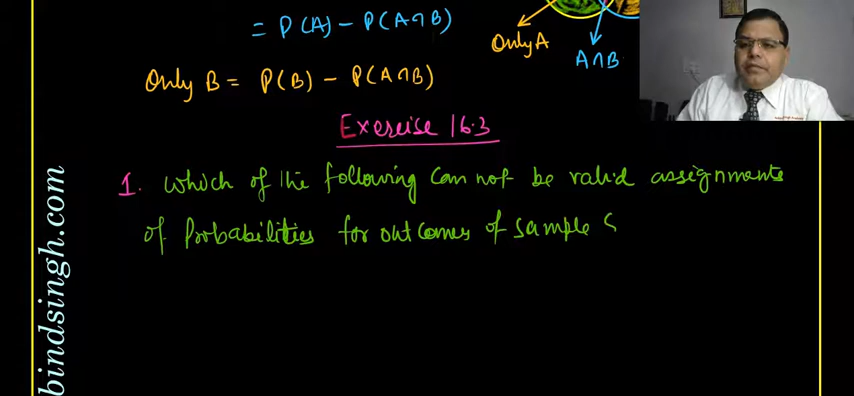 = P(A) - P(A∩B)
Only A
A∩B
Only B = P(B) - P(A∩B)
Exercise 16.3
1. which of the following can not be valid assignments
of Probabilities for outcomes of sample S
bindsingh.com